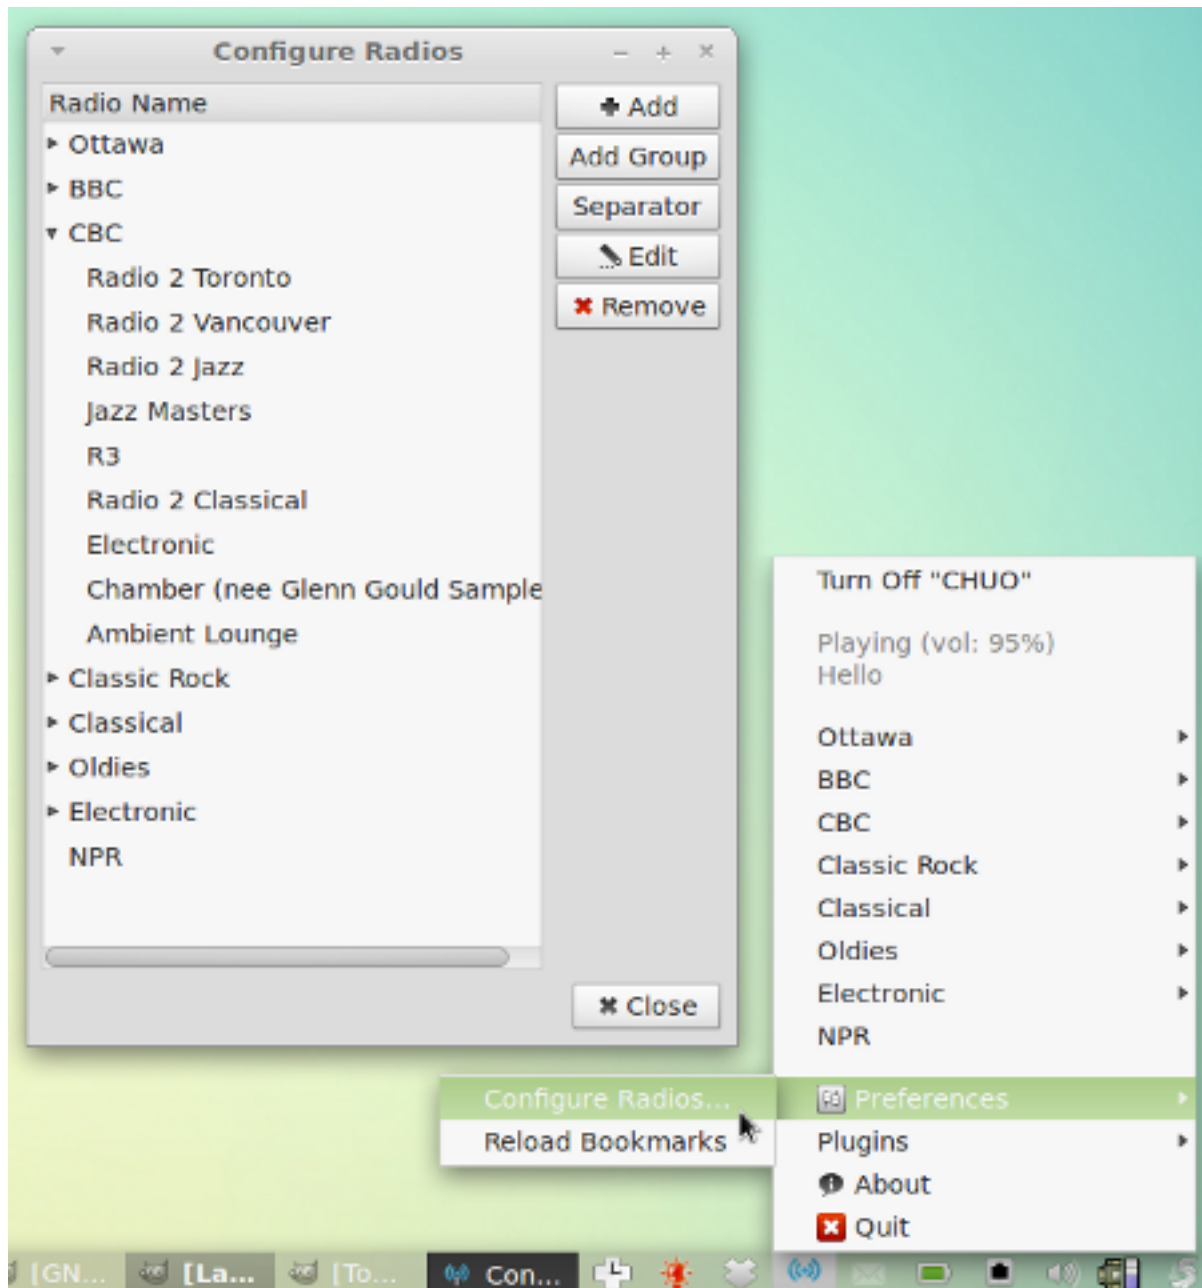 Configure Radios
Radio Name
Ottawa
BBC
CBC
Radio 2 Toronto
Radio 2 Vancouver
Radio 2 Jazz
Jazz Masters
R3
Radio 2 Classical
Electronic
Chamber (nee Glenn Gould Sample
Ambient Lounge
Classic Rock
Classical
Oldies
Electronic
NPR
Add
Add Group
Separator
Edit
Remove
Close
Turn Off "CHUO"
Playing (vol: 95%)
Hello
Ottawa
BBC
CBC
Classic Rock
Classical
Oldies
Electronic
NPR
Preferences
Configure Radios...
Reload Bookmarks
Plugins
About
Quit
[GN... [La... [To... Con...